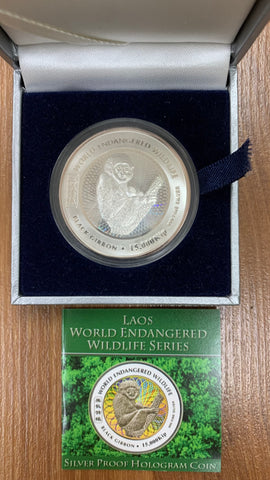 WORLD ENDANGERED WILDLIFE
BLACK GIBBON • 15,000Kip
LAOS
WORLD ENDANGERED
WILDLIFE SERIES
WORLD ENDANGERED WILDLIFE
BLACK GIBBON • 15,000Kip
SILVER PROOF HOLOGRAM COIN